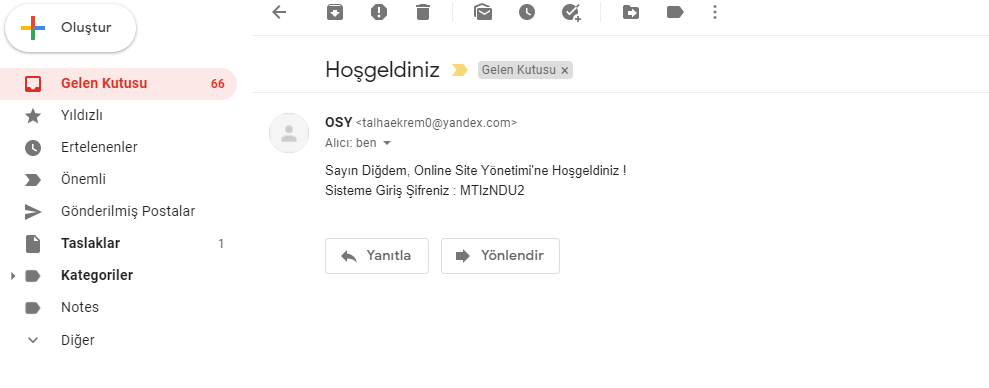 Oluştur
Gelen Kutusu 66
Yıldızlı
Ertelenenler
Önemli
Gönderilmiş Postalar
Taslaklar 1
Kategoriler
Notes
Diğer
Hoşgeldiniz Gelen Kutusu x
OSY <talhaekrem0@yandex.com>
Alıcı: ben
Sayın Diğdem, Online Site Yönetimi'ne Hoşgeldiniz !
Sisteme Giriş Şifreniz : MTIzNDU2
Yanıtla Yönlendir